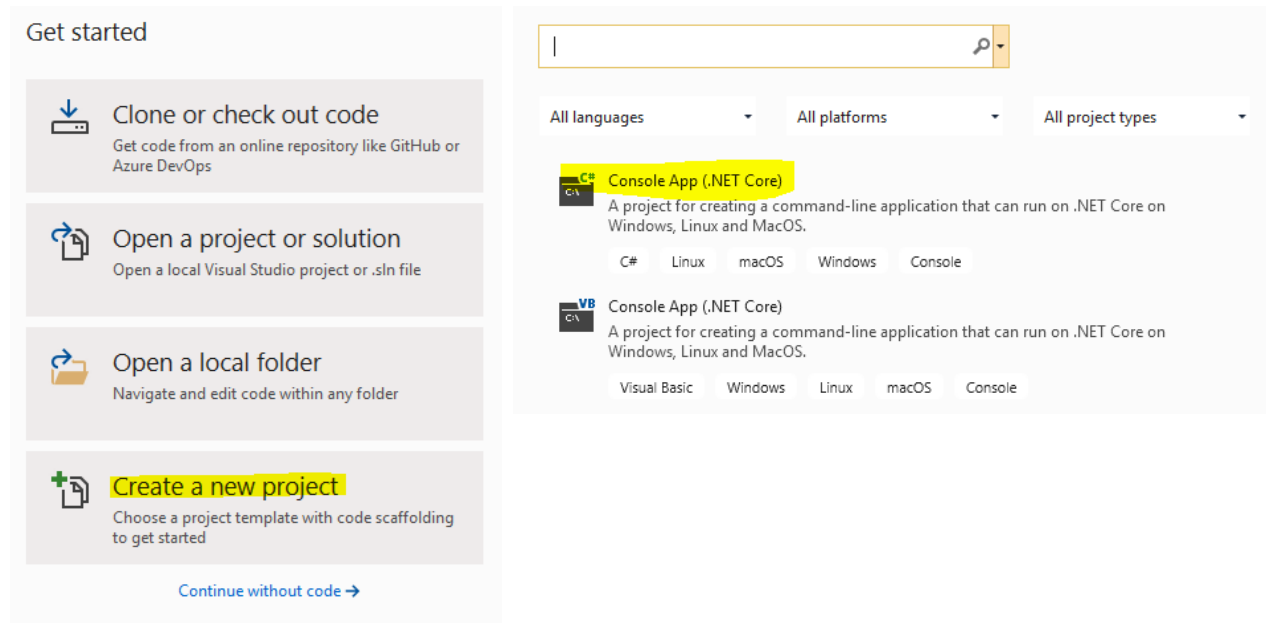 Get started
Clone or check out code
Get code from an online repository like GitHub or
Azure DevOps
Open a project or solution
Open a local Visual Studio project or .sln file
Open a local folder
Navigate and edit code within any folder
Create a new project
Choose a project template with code scaffolding
to get started
Continue without code →
All languages All platforms All project types
C#
C:\
Console App (.NET Core)
A project for creating a command-line application that can run on .NET Core on
Windows, Linux and MacOS.
C# Linux macOS Windows Console
VB
C:\
Console App (.NET Core)
A project for creating a command-line application that can run on .NET Core on
Windows, Linux and MacOS.
Visual Basic Windows Linux macOS Console